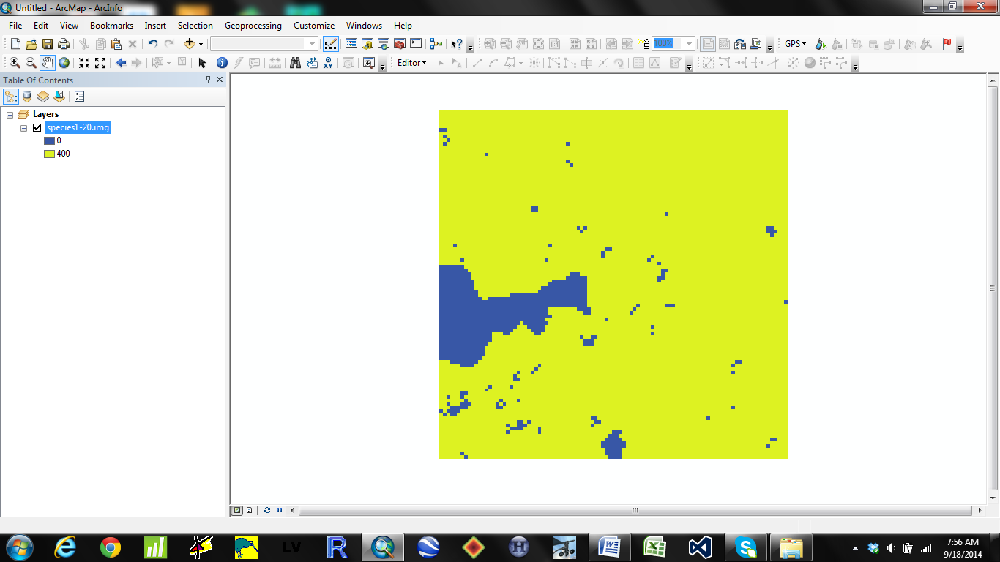 Untitled - ArcMap - ArcInfo
File Edit View Bookmarks Insert Selection Geoprocessing Customize Windows Help
100% GPS
Editor
Table Of Contents
Layers
species1-20.img
0
400
LV R H W S
7:56 AM
9/18/2014